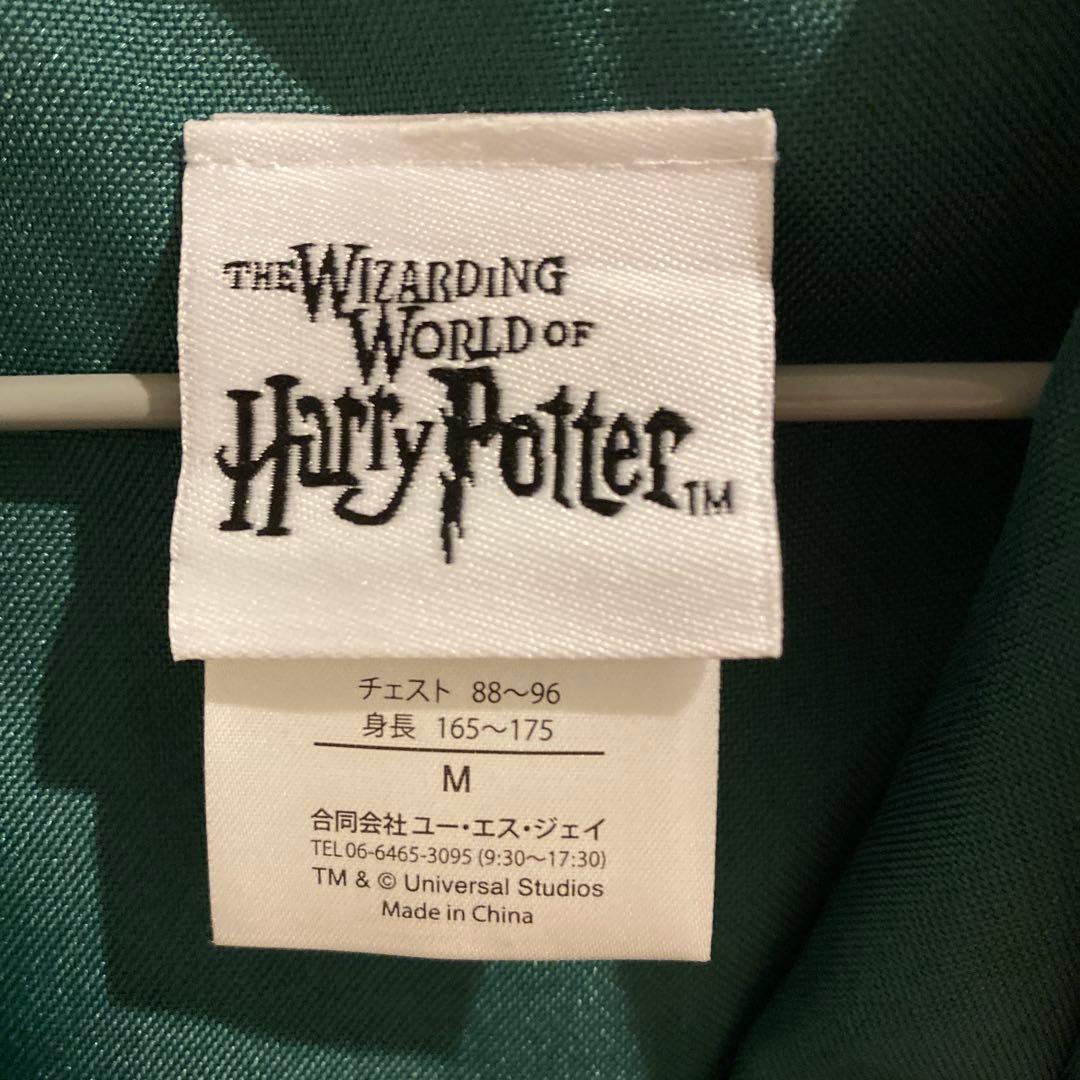 THE WIZARDING
WORLD OF
Harry Potter™
チェスト 88～96
身長 165～175
M
合同会社 ユー・エス・ジェイ
TEL 06-6465-3095 (9:30～17:30)
TM & © Universal Studios
Made in China